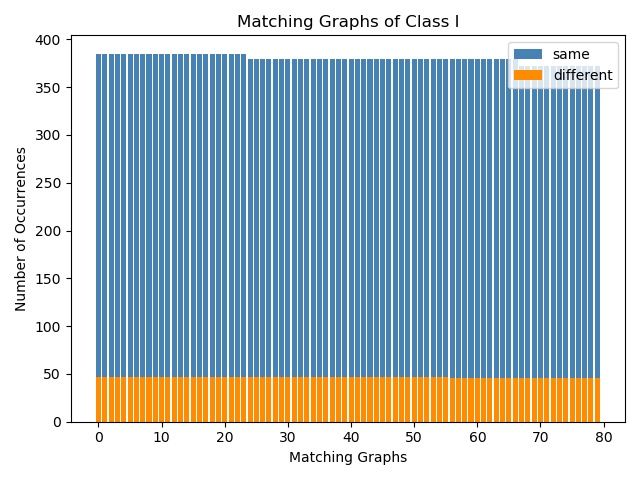 Matching Graphs of Class I
same
different
Number of Occurrences
400
350
300
250
200
150
100
50
0
0 10 20 30 40 50 60 70 80
Matching Graphs